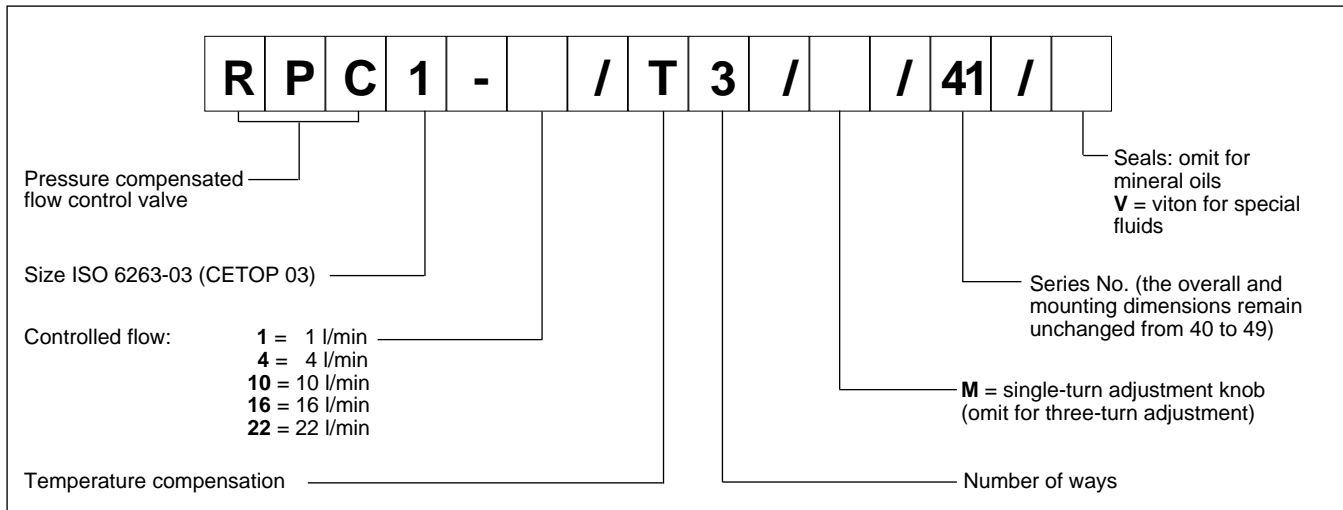 R P C 1 - / T 3 / / 41 /
Pressure compensated
flow control valve
Size ISO 6263-03 (CETOP 03)
Controlled flow:
1 = 1 l/min
4 = 4 l/min
10 = 10 l/min
16 = 16 l/min
22 = 22 l/min
Temperature compensation
Seals: omit for
mineral oils
V = viton for special
fluids
Series No. (the overall and
mounting dimensions remain
unchanged from 40 to 49)
M = single-turn adjustment knob
(omit for three-turn adjustment)
Number of ways